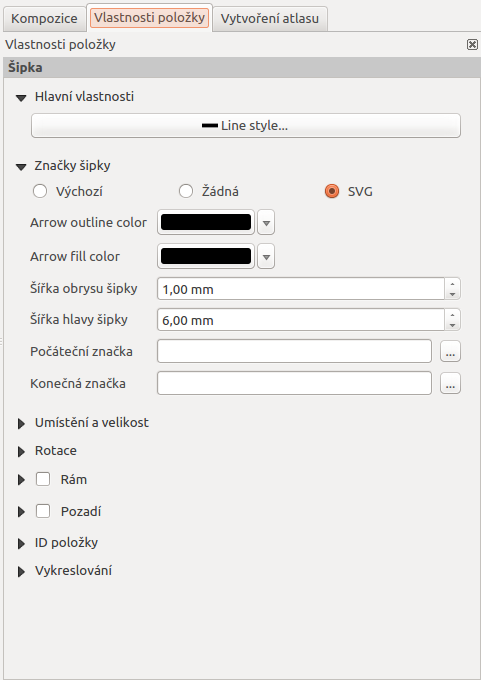 Kompozice Vlastnosti položky Vytvoření atlasu
Vlastnosti položky
Šipka
Hlavní vlastnosti
Line style...
Značky šipky
Výchozí Žádná SVG
Arrow outline color
Arrow fill color
Šířka obrysu šipky 1,00 mm
Šířka hlavy šipky 6,00 mm
Počáteční značka ...
Konečná značka ...
Umístění a velikost
Rotace
Rám
Pozadí
ID položky
Vykreslování